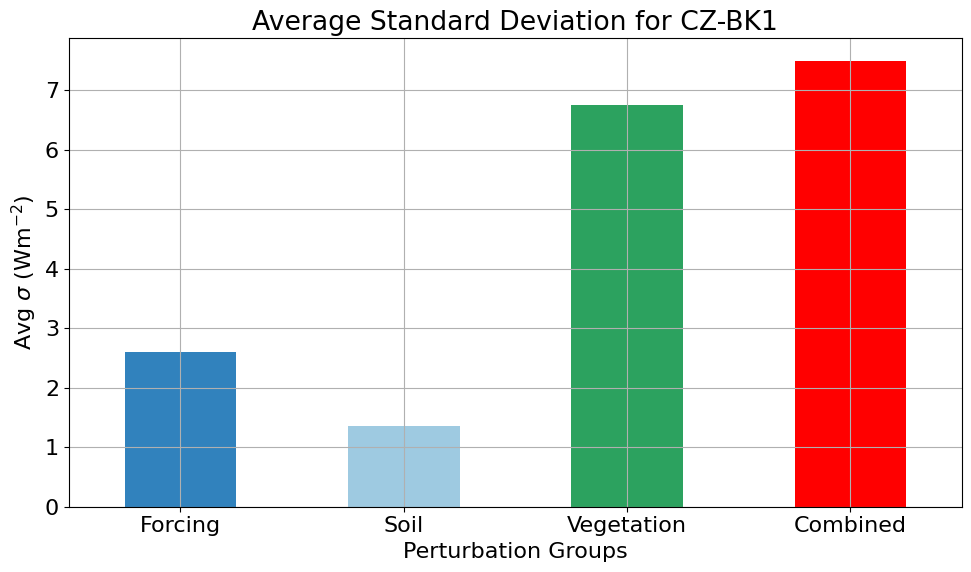 Average Standard Deviation for CZ-BK1
Avg σ (Wm⁻²)
7
6
5
4
3
2
1
0
Forcing Soil Vegetation Combined
Perturbation Groups